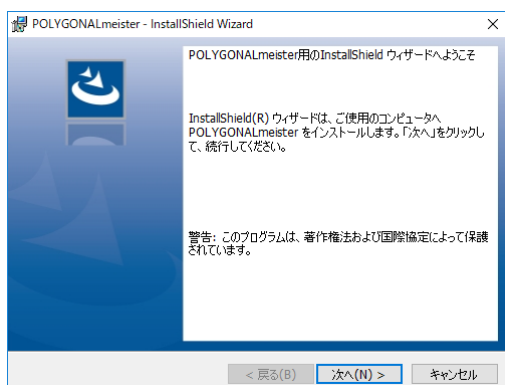 POLYGONALmeister - InstallShield Wizard
POLYGONALmeister用のInstallShield ウィザードへようこそ
InstallShield(R) ウィザードは、ご使用のコンピュータへ
POLYGONALmeister をインストールします。「次へ」をクリックし
て、続行してください。
警告: このプログラムは、著作権法および国際協定によって保護
されています。
< 戻る(B)
次へ(N) >
キャンセル